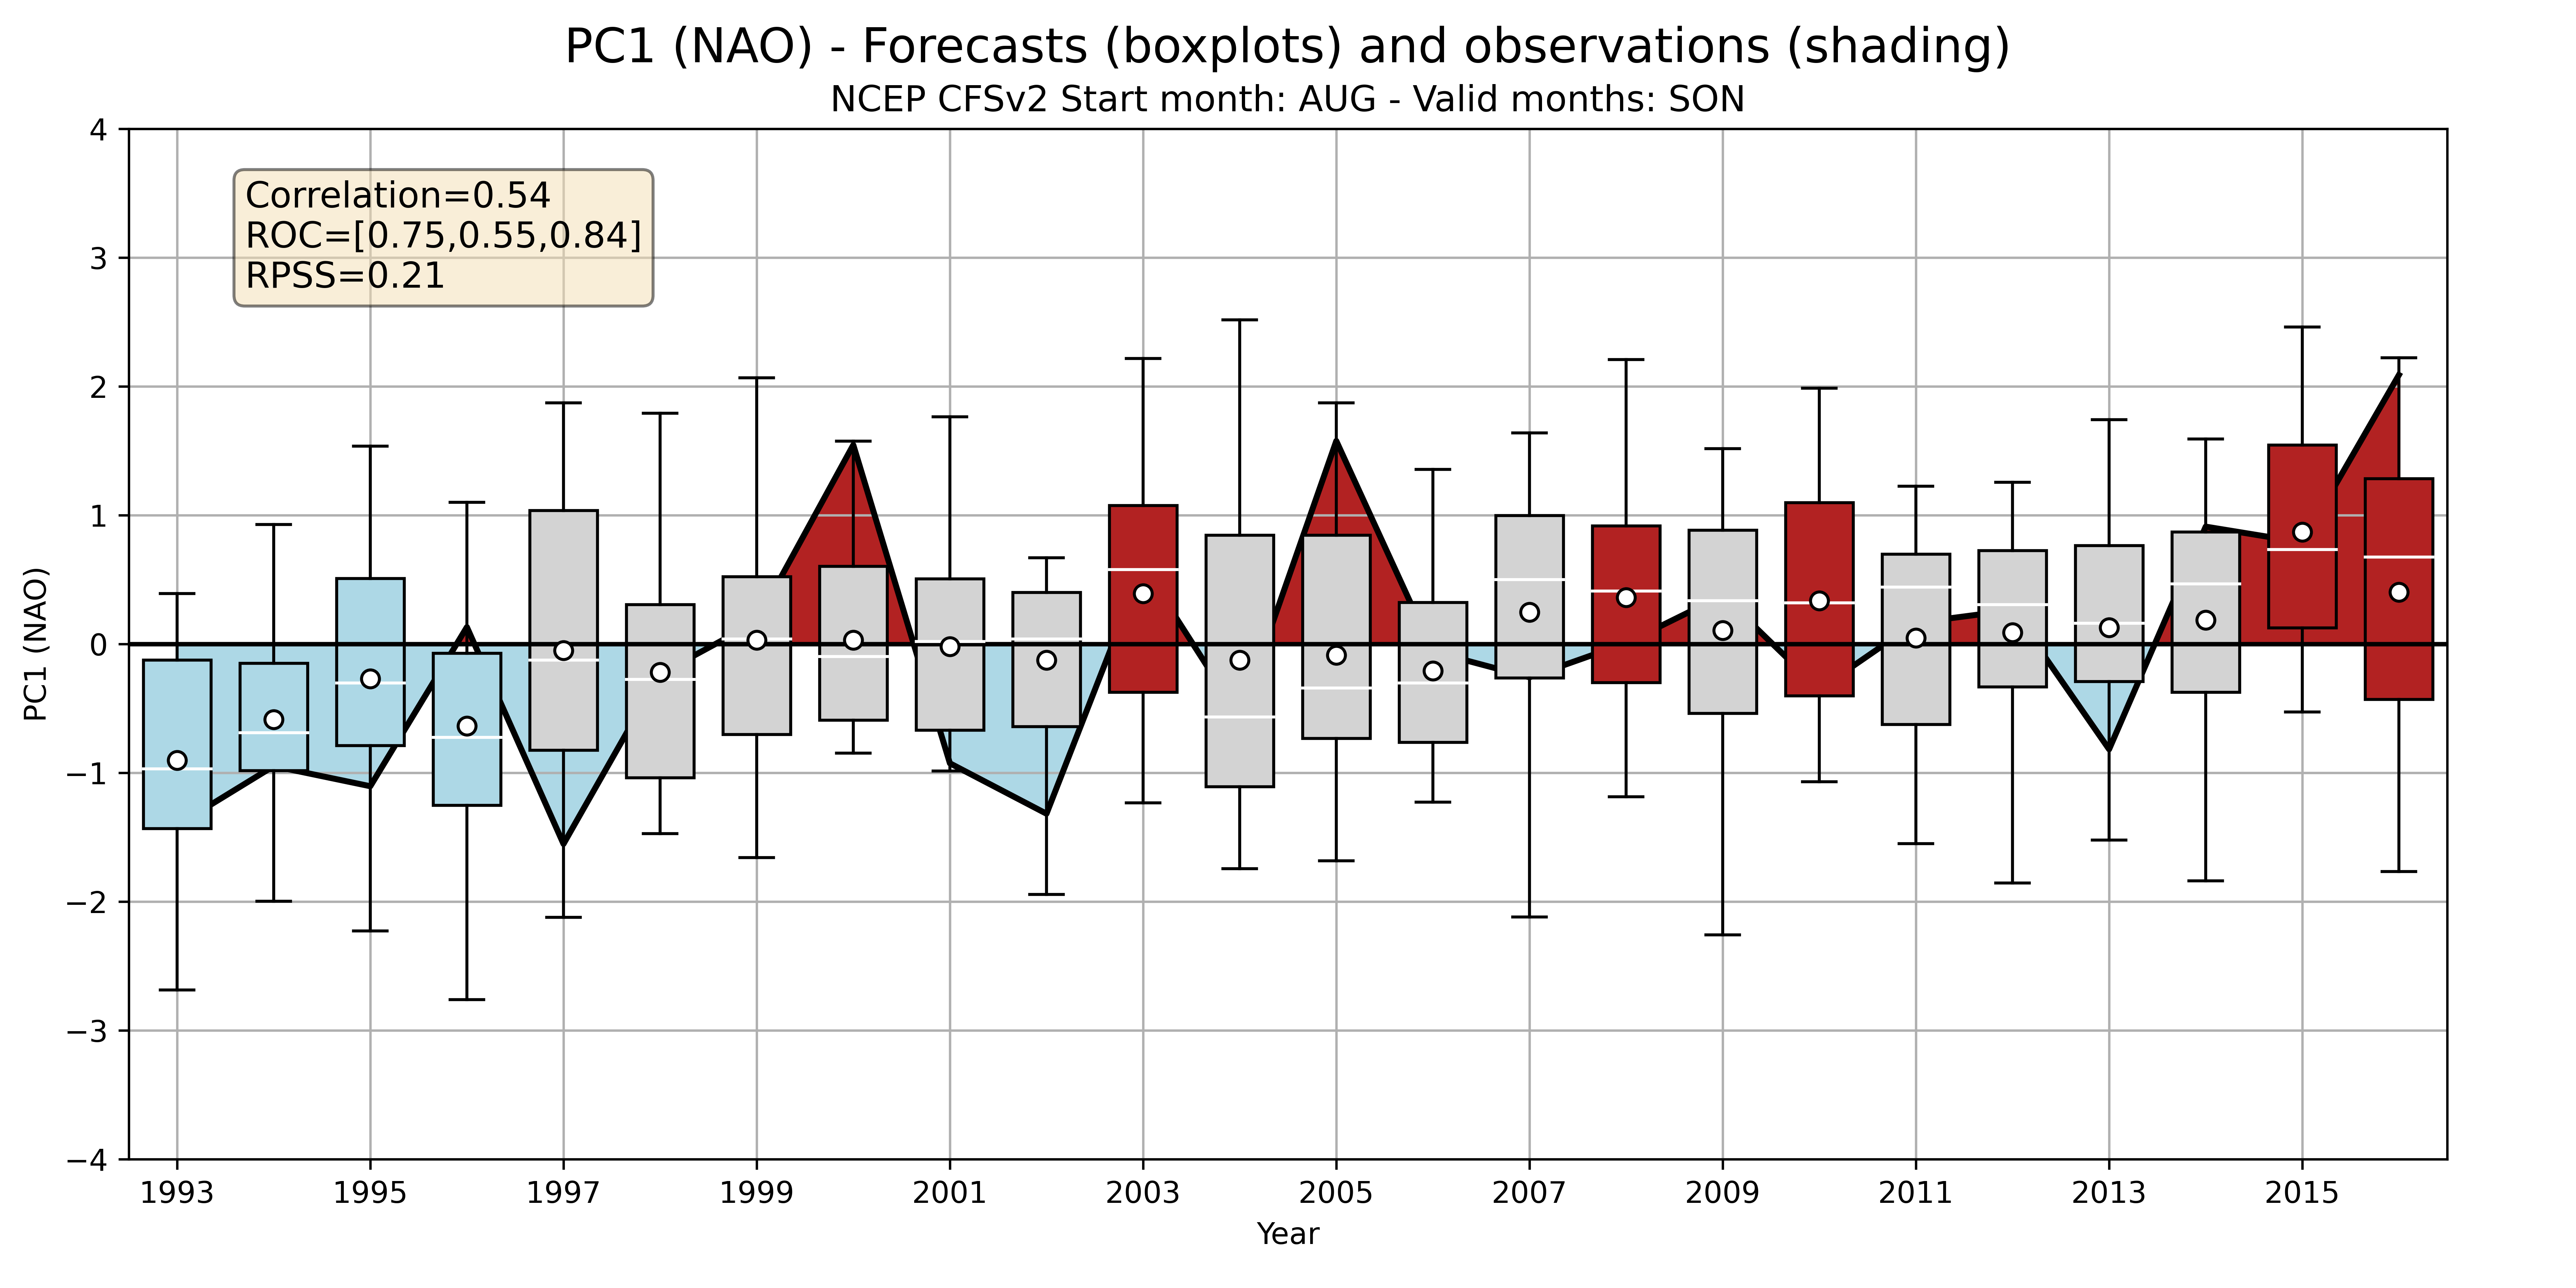 PC1 (NAO) - Forecasts (boxplots) and observations (shading)
NCEP CFSv2 Start month: AUG - Valid months: SON
Correlation=0.54
ROC=[0.75,0.55,0.84]
RPSS=0.21
PC1 (NAO)
4
3
2
1
0
−1
−2
−3
−4
1993 1995 1997 1999 2001 2003 2005 2007 2009 2011 2013 2015
Year